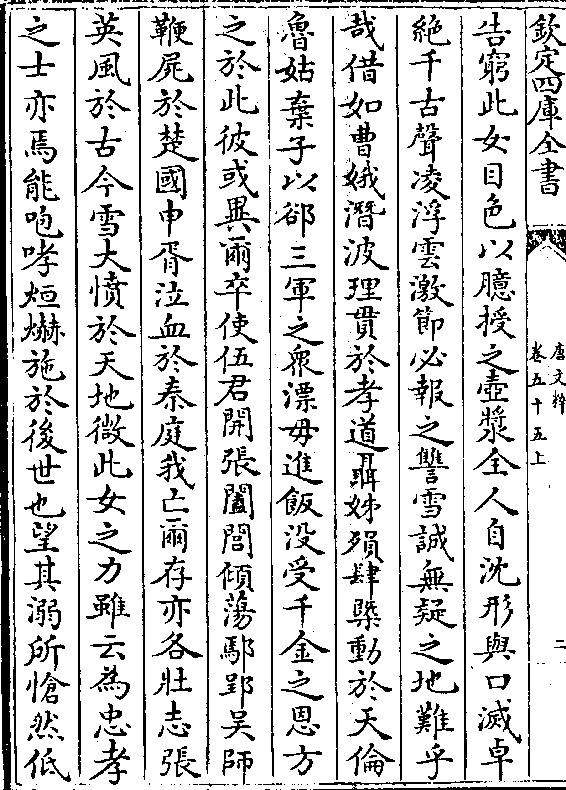 欽定四庫全書
唐文粹
卷五十五上
二
告窮此女目色以臆授之壺漿全人自沈形與口滅卓
絶千古聲凌浮雲激節必報之讐雪誠無疑之地難乎
哉借如曹娥潛波理貫於孝道聶姊殞肆槩動於天倫
魯姑棄子以郤三軍之衆漂母進飯没受千金之恩方
之於此彼或異爾卒使伍君開張闔閭傾蕩鄢郢吴師
鞭屍於楚國申胥泣血於秦庭我亡爾存亦各壯志張
英風於古今雪大憤於天地微此女之力雖云為忠孝
之士亦焉能咆哮烜爀施於後世也望其溺所愴然低